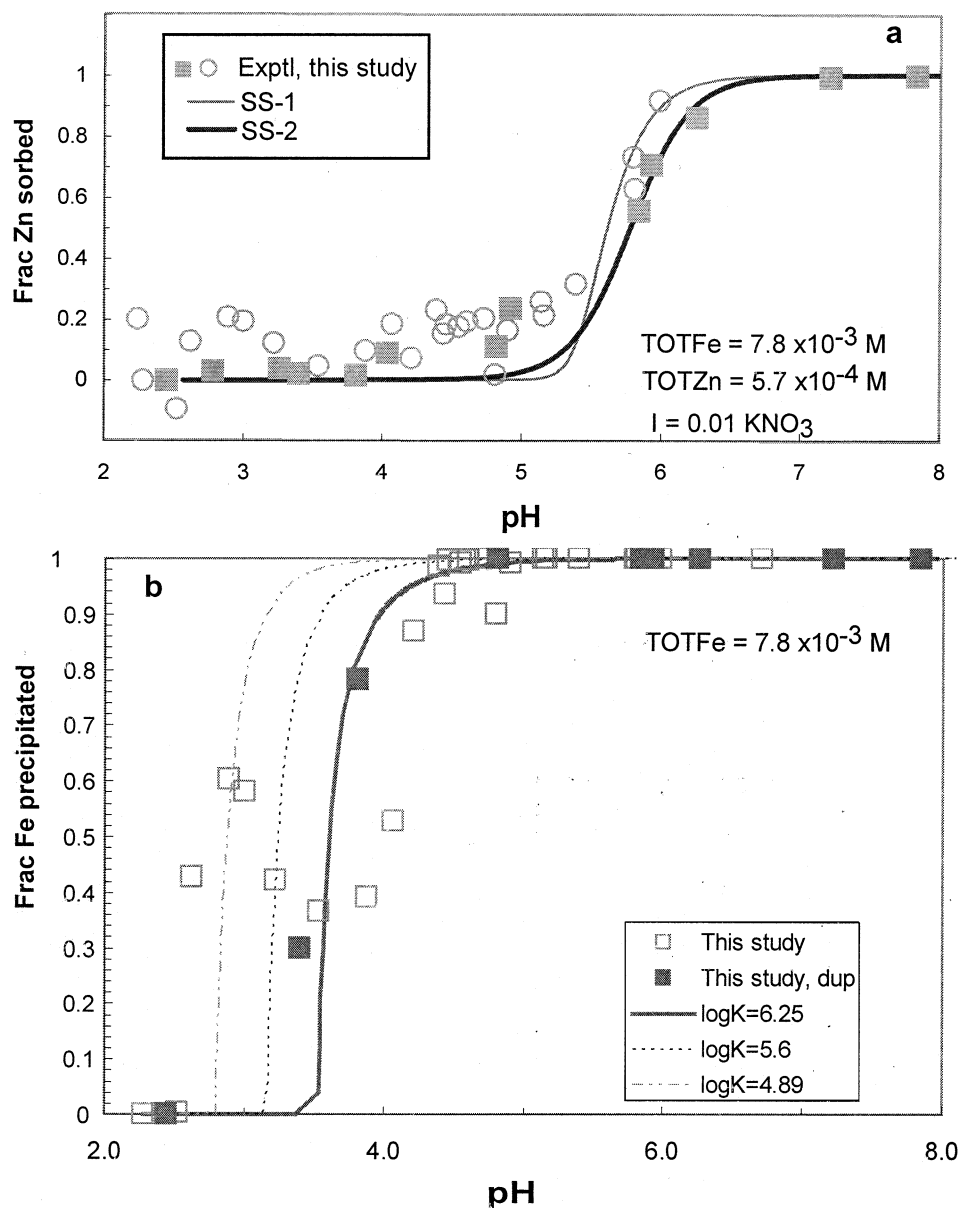 a
Exptl, this study
SS-1
SS-2
1
0.8
0.6
0.4
0.2
0
Frac Zn sorbed
TOTFe = 7.8 x10-3 M
TOTZn = 5.7 x10-4 M
I = 0.01 KNO3
2 3 4 5 6 7 8
pH
b
1
0.9
0.8
0.7
0.6
0.5
0.4
0.3
0.2
0.1
0
Frac Fe precipitated
TOTFe = 7.8 x10-3 M
This study
This study, dup
logK=6.25
logK=5.6
logK=4.89
2.0 4.0 6.0 8.0
pH